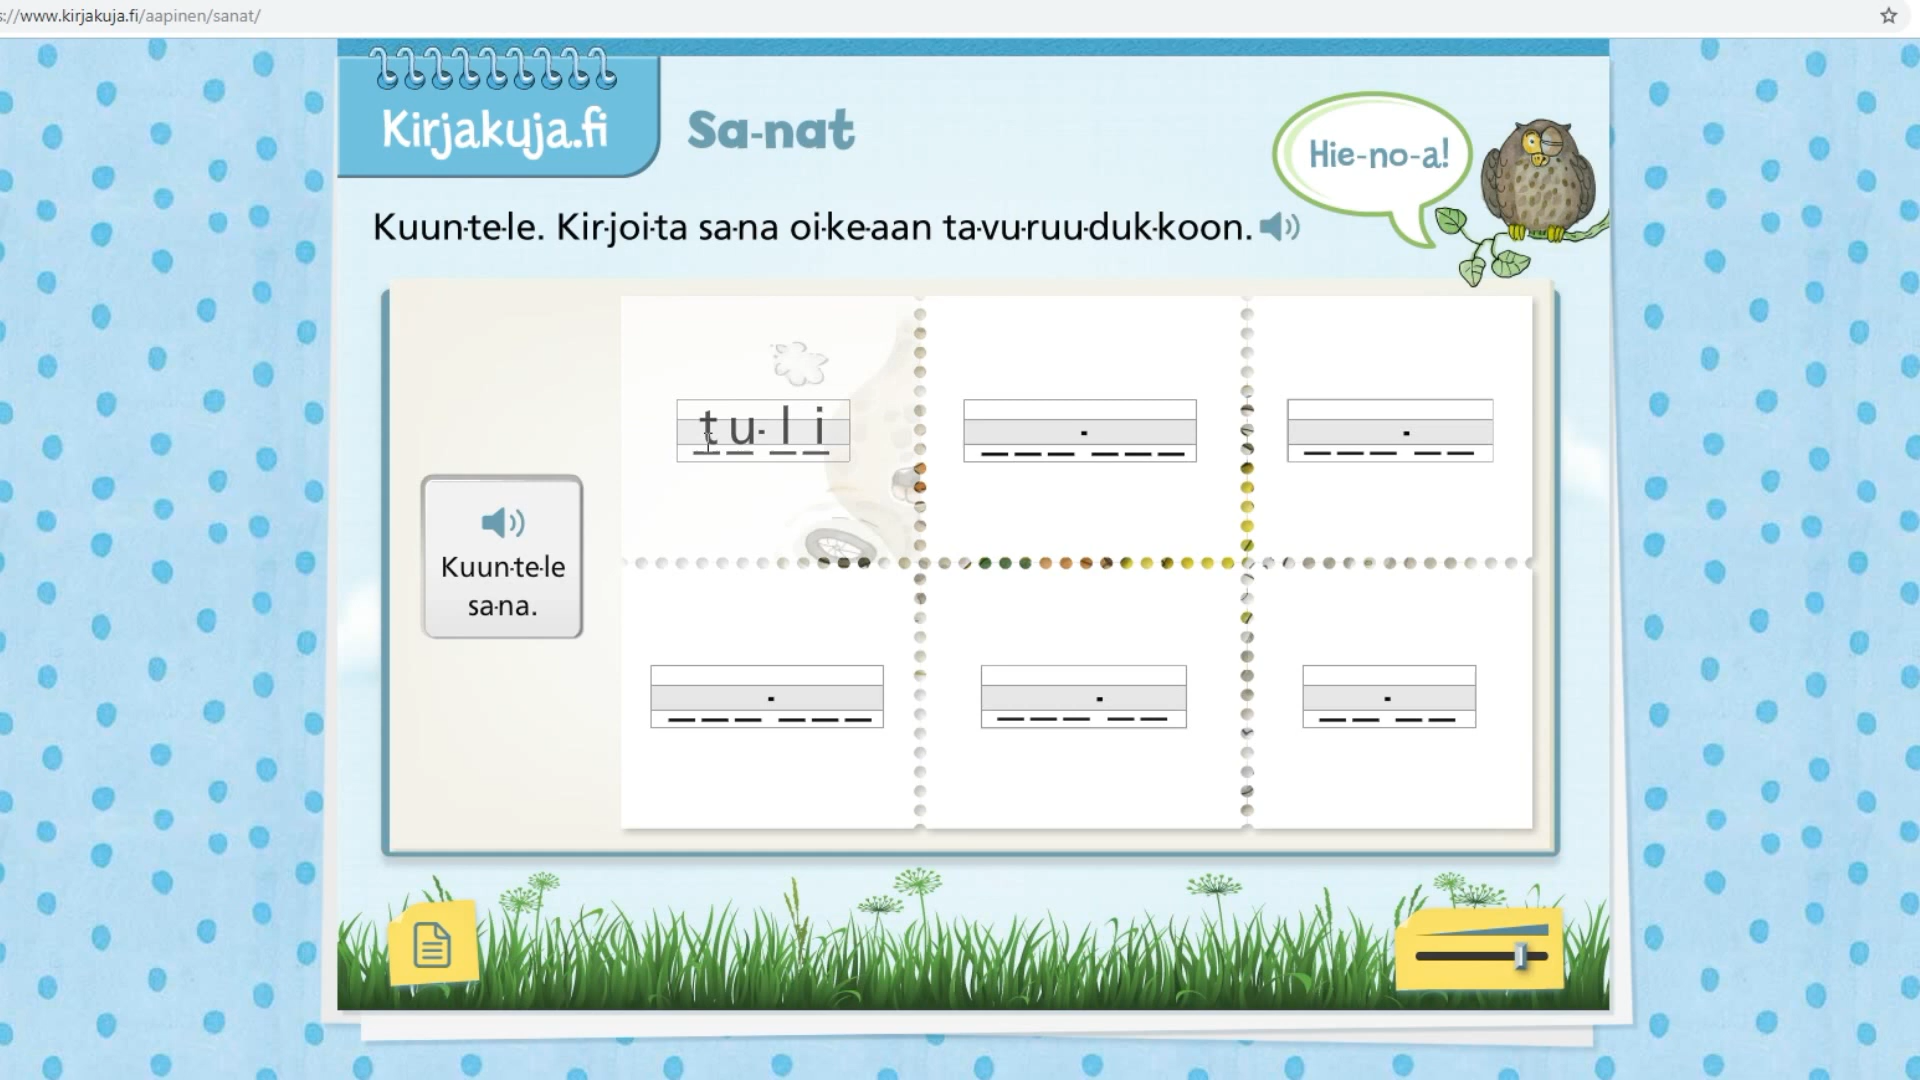 s://www.kirjakuja.fi/aapinen/sanat/
Kirjakuja.fi
Sa-nat
Hie-no-a!
Kuun·te·le. Kir·joi·ta sa·na oi·ke·aan ta·vu·ruu·duk·koon.
tu-li
Kuun·te·le
sa·na.